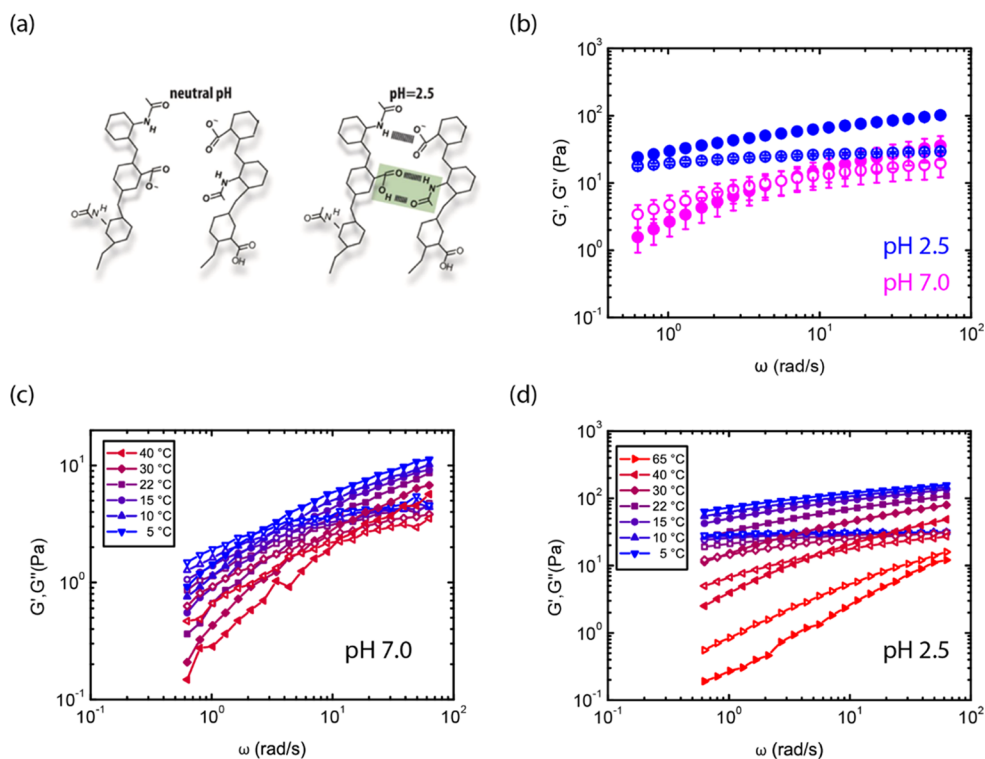 (a)
neutral pH
pH=2.5
O
N
H
O⁻
O
O
O⁻
H
N
O
O
N
H
O
OH
O
N
H
O⁻
O
O
O
H
H
N
O
O
N
H
O
OH
(b)
10³
10²
10¹
10⁰
10⁻¹
G', G'' (Pa)
pH 2.5
pH 7.0
10⁰
10¹
10²
ω (rad/s)
(c)
10¹
10⁰
10⁻¹
G', G''(Pa)
40 °C
30 °C
22 °C
15 °C
10 °C
5 °C
pH 7.0
10⁻¹
10⁰
10¹
10²
ω (rad/s)
(d)
10³
10²
10¹
10⁰
10⁻¹
G', G''(Pa)
65 °C
40 °C
30 °C
22 °C
15 °C
10 °C
5 °C
pH 2.5
10⁻¹
10⁰
10¹
10²
ω (rad/s)